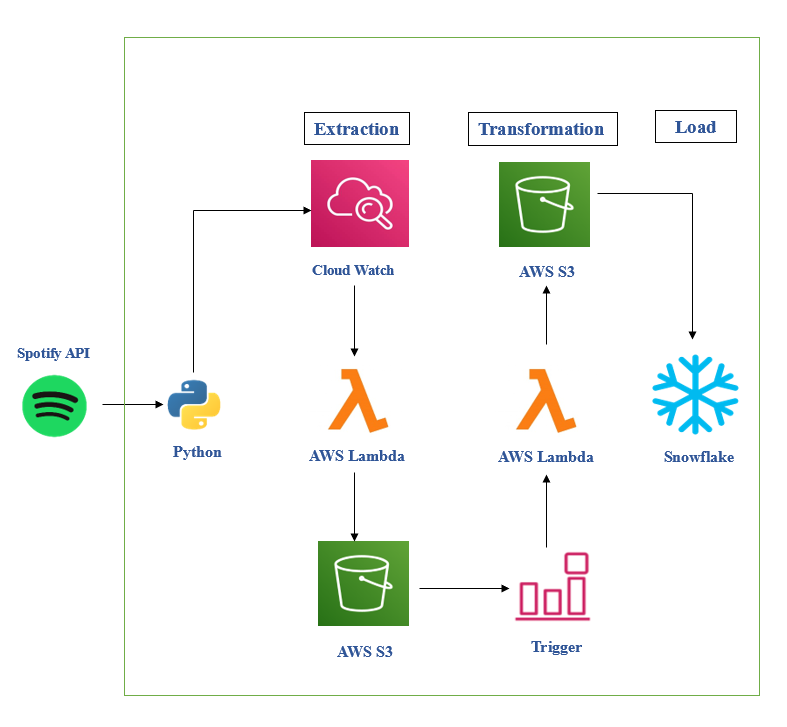 Extraction
Transformation
Load
Cloud Watch
AWS S3
Spotify API
Python
AWS Lambda
AWS Lambda
Snowflake
AWS S3
Trigger